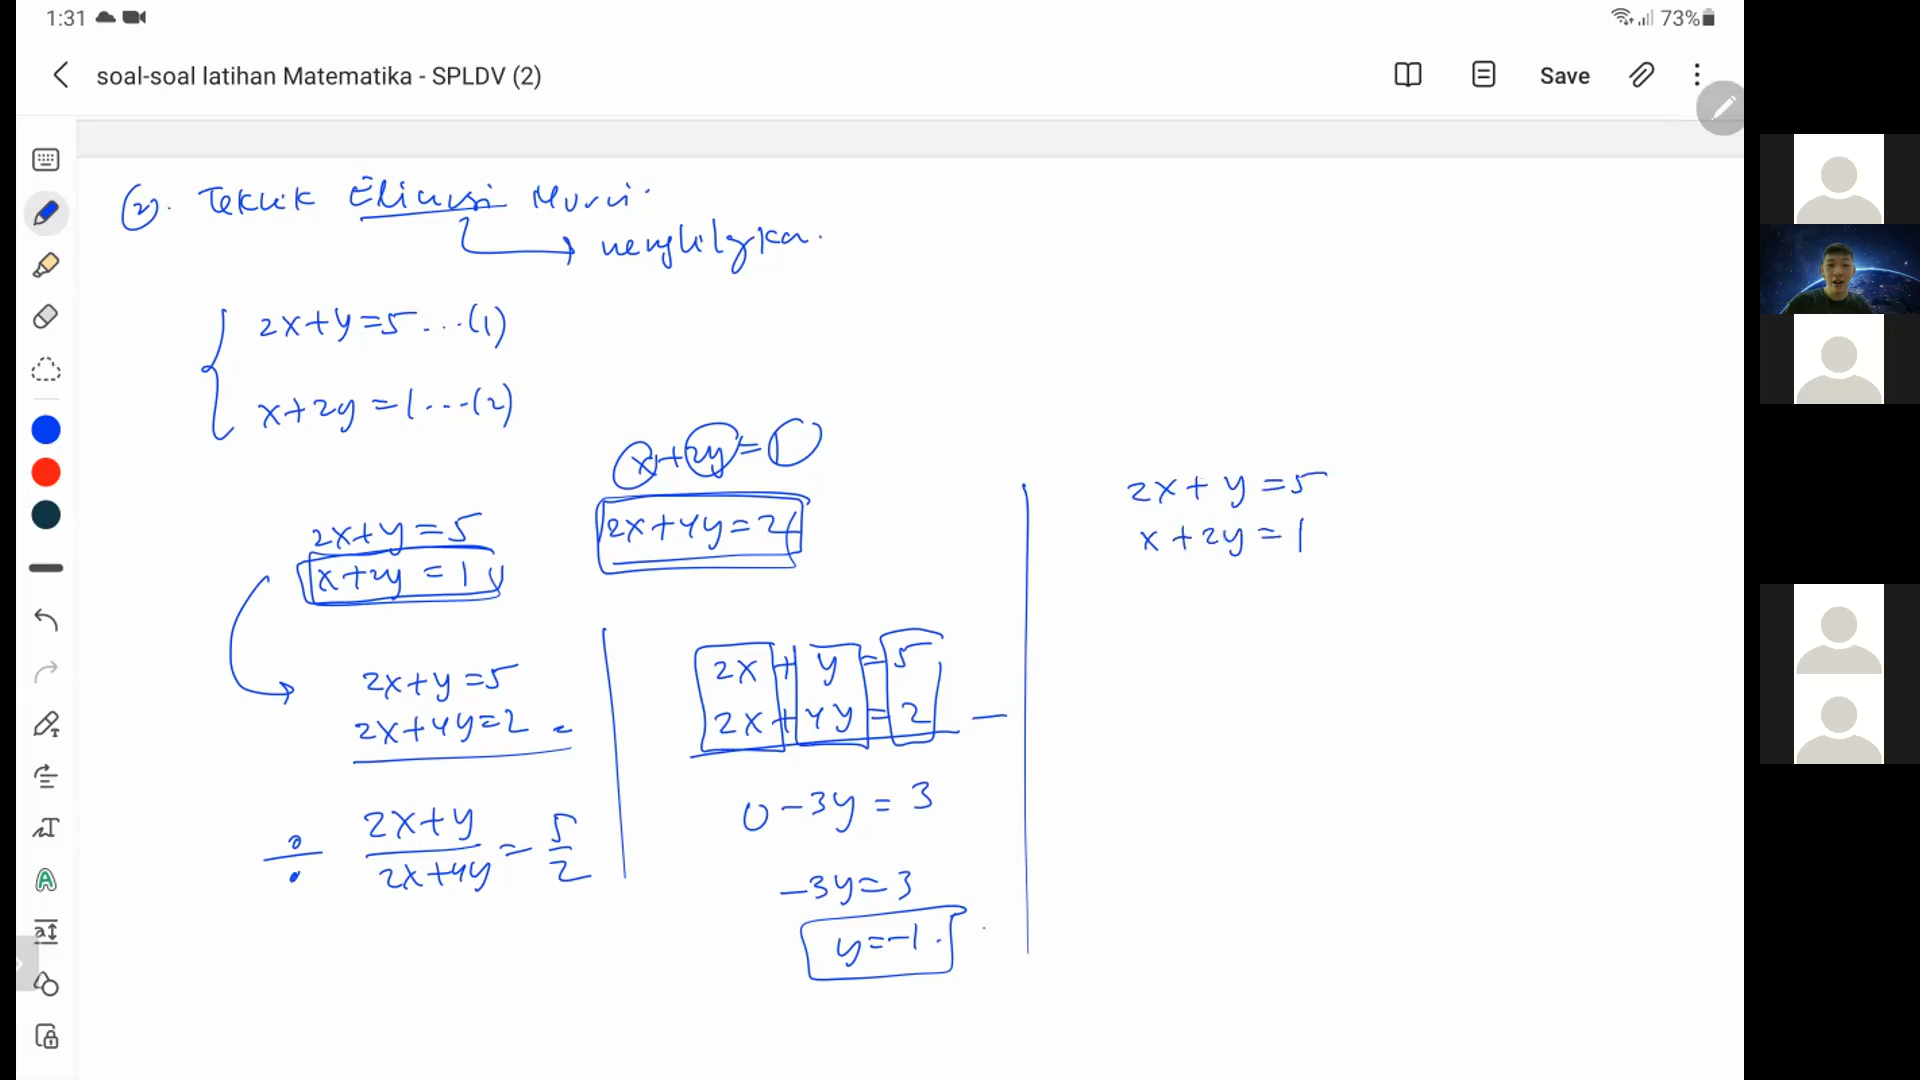 1:31
73%
soal-soal latihan Matematika - SPLDV (2)
Save
(2). Teknik Eliminasi Murni.
menghilgkan.
2x+y=5...(1)
x+2y=1...(2)
x+2y=1
2x+4y=2
2x+y=5
x+2y=1
2x+y=5
2x+4y=2 -
÷ (2x+y)/(2x+4y) = 5/2
2x+y=5
2x+4y=2 —
0-3y=3
-3y=3
y=-1.
2x+y=5
x+2y=1